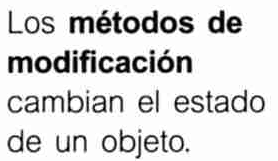 Los métodos de
modificación
cambian el estado
de un objeto.